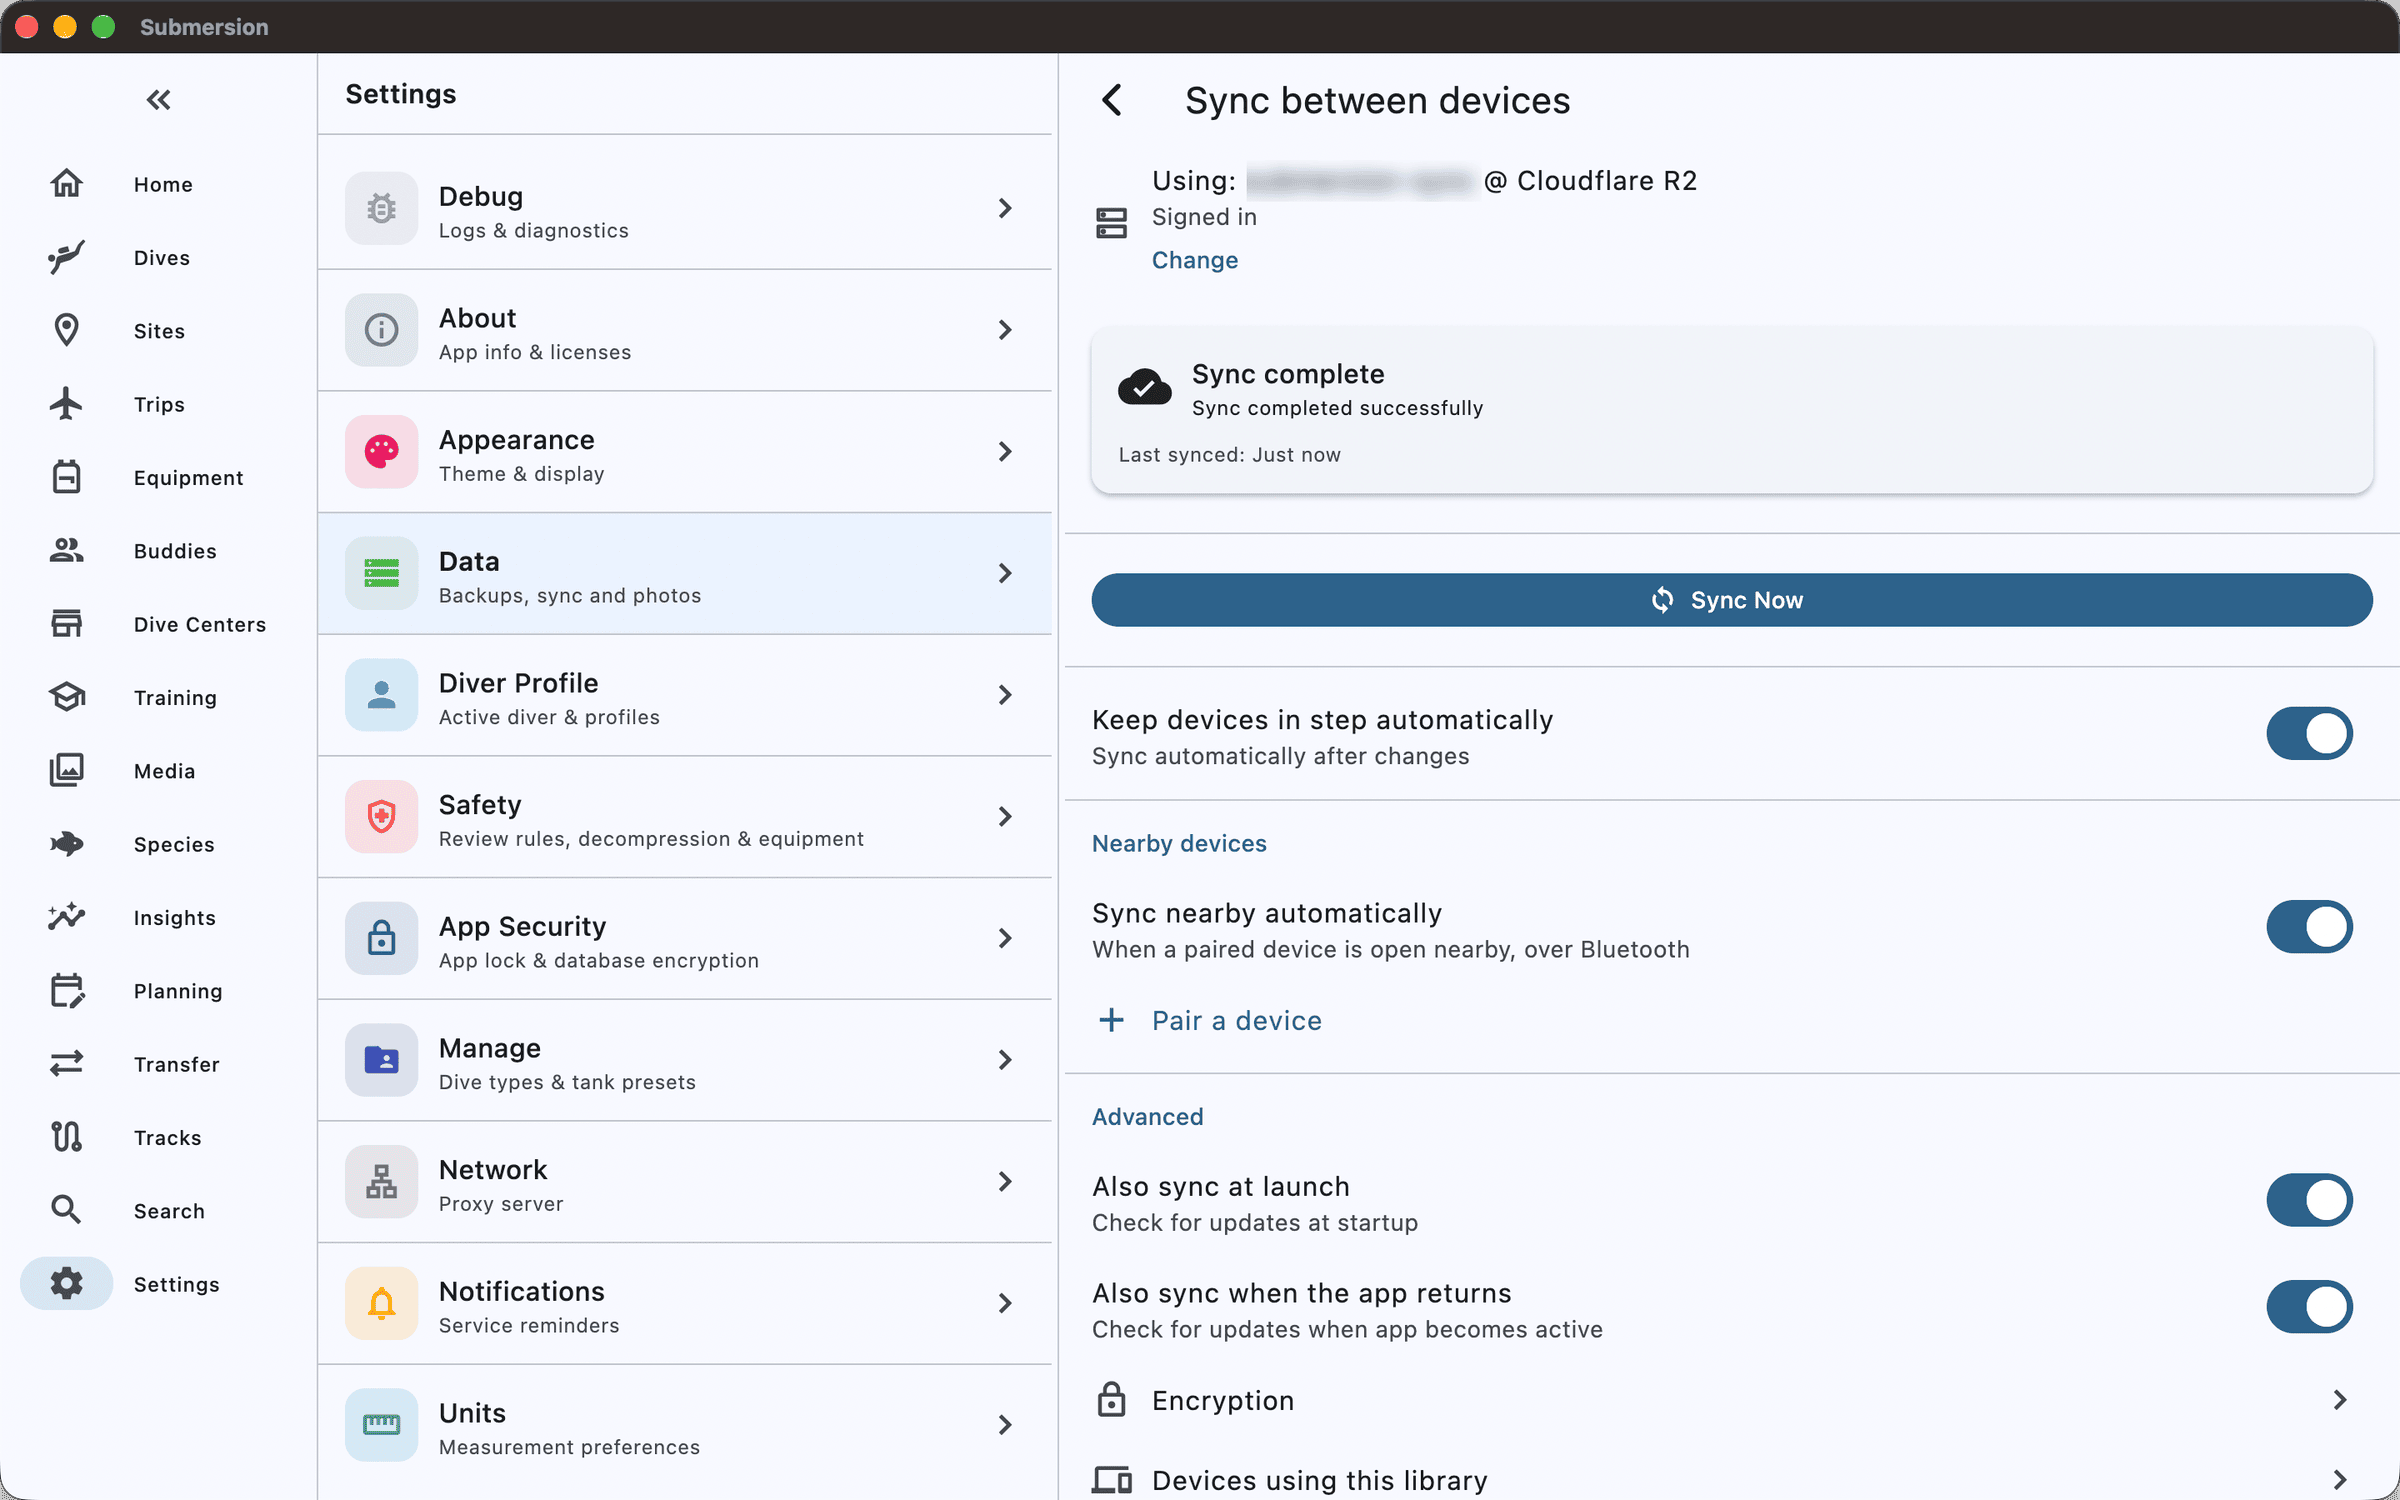 Submersion
Home
Dives
Sites
Trips
Equipment
Buddies
Dive Centers
Training
Media
Species
Insights
Planning
Transfer
Tracks
Search
Settings
Settings
Debug
Logs & diagnostics
About
App info & licenses
Appearance
Theme & display
Data
Backups, sync and photos
Diver Profile
Active diver & profiles
Safety
Review rules, decompression & equipment
App Security
App lock & database encryption
Manage
Dive types & tank presets
Network
Proxy server
Notifications
Service reminders
Units
Measurement preferences
Sync between devices
Using: @ Cloudflare R2
Signed in
Change
Sync complete
Sync completed successfully
Last synced: Just now
Sync Now
Keep devices in step automatically
Sync automatically after changes
Nearby devices
Sync nearby automatically
When a paired device is open nearby, over Bluetooth
Pair a device
Advanced
Also sync at launch
Check for updates at startup
Also sync when the app returns
Check for updates when app becomes active
Encryption
Devices using this library